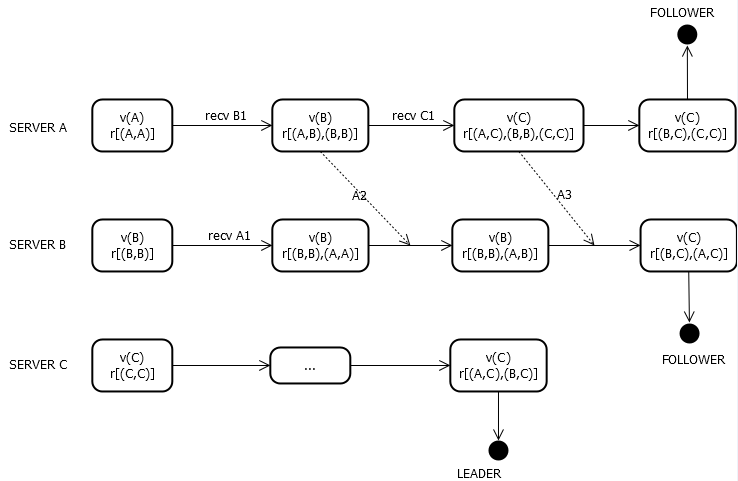 FOLLOWER
SERVER A
v(A)
r[(A,A)]
recv B1
v(B)
r[(A,B),(B,B)]
recv C1
v(C)
r[(A,C),(B,B),(C,C)]
v(C)
r[(B,C),(C,C)]
A2
A3
SERVER B
v(B)
r[(B,B)]
recv A1
v(B)
r[(B,B),(A,A)]
v(B)
r[(B,B),(A,B)]
v(C)
r[(B,C),(A,C)]
FOLLOWER
SERVER C
v(C)
r[(C,C)]
...
v(C)
r[(A,C),(B,C)]
LEADER